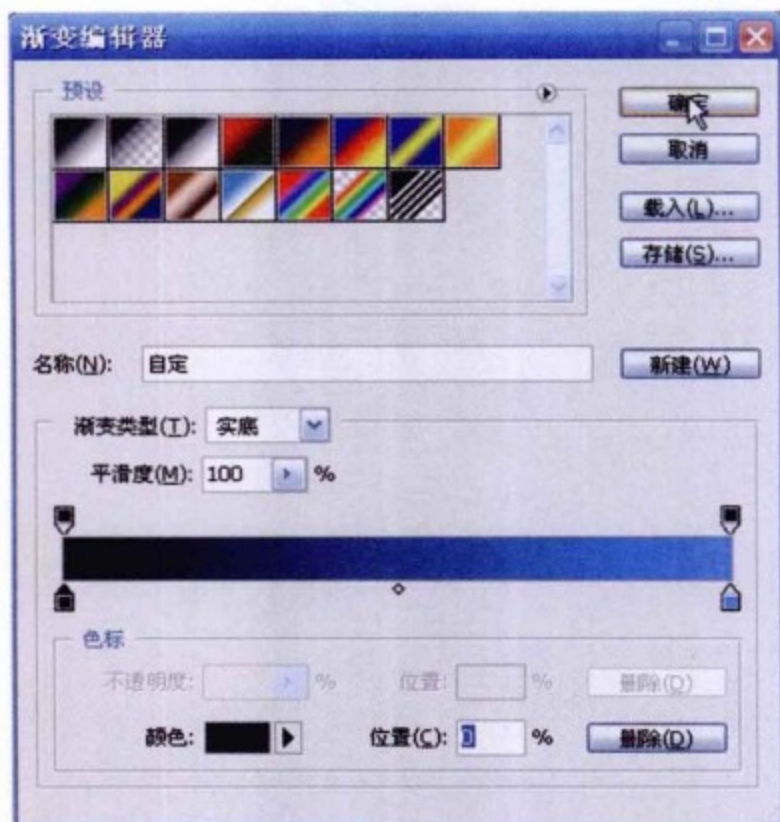 渐变编辑器
预设
确定
取消
载入(L)...
存储(S)...
名称(N): 自定
新建(W)
渐变类型(T): 实底
平滑度(M): 100 %
色标
不透明度: % 位置: % 删除(D)
颜色: 位置(C): 0 % 删除(D)